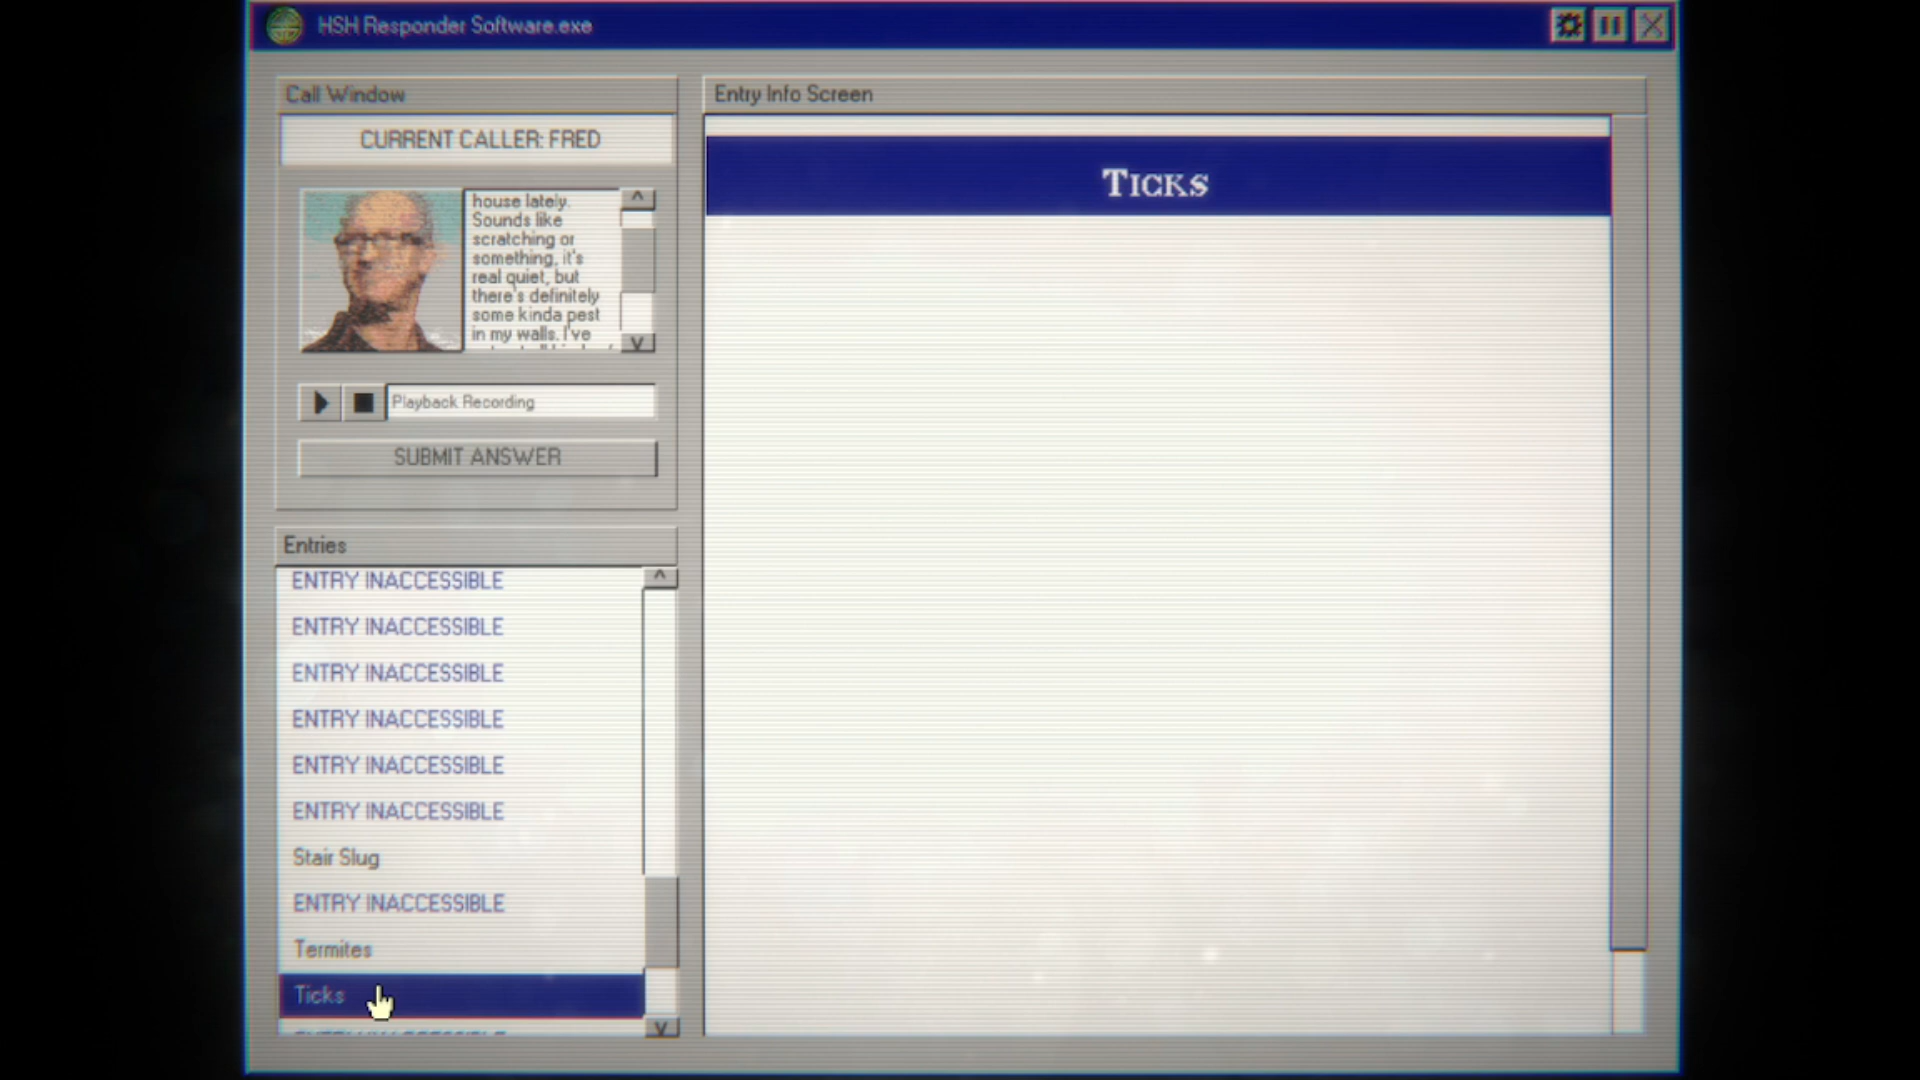 HSH Responder Software.exe
Call Window
CURRENT CALLER: FRED
house lately.
Sounds like
scratching or
something, it's
real quiet, but
there's definitely
some kinda pest
in my walls. I've
Playback Recording
SUBMIT ANSWER
Entries
ENTRY INACCESSIBLE
ENTRY INACCESSIBLE
ENTRY INACCESSIBLE
ENTRY INACCESSIBLE
ENTRY INACCESSIBLE
ENTRY INACCESSIBLE
Stair Slug
ENTRY INACCESSIBLE
Termites
Ticks
Entry Info Screen
Ticks